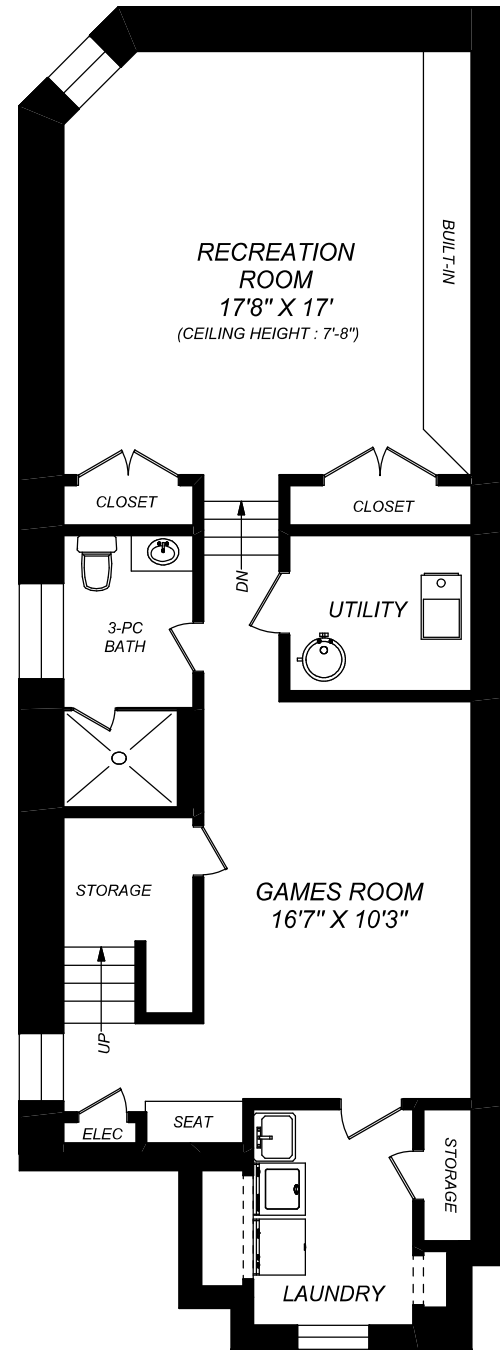 RECREATION
ROOM
17'8" X 17'
(CEILING HEIGHT : 7'-8")
BUILT-IN
CLOSET
CLOSET
DN
UTILITY
3-PC
BATH
STORAGE
GAMES ROOM
16'7" X 10'3"
UP
ELEC
SEAT
STORAGE
LAUNDRY